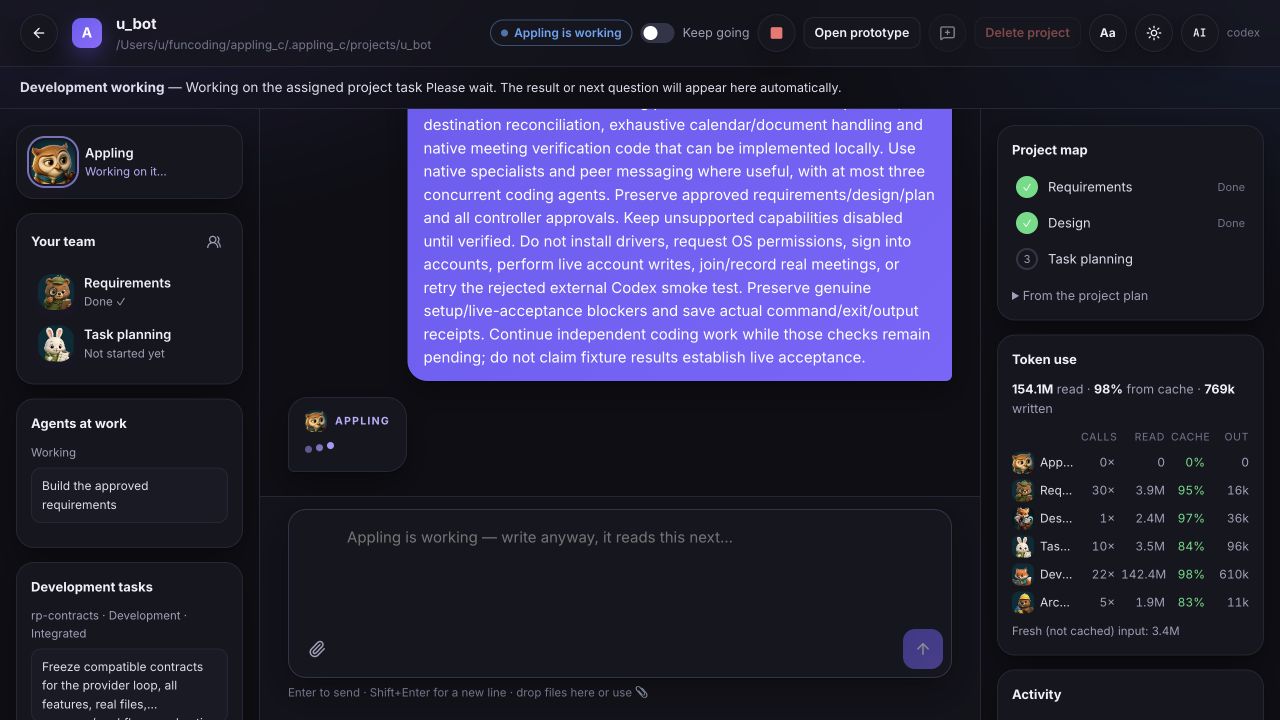 A
u_bot
/Users/u/funcoding/appling_c/.appling_c/projects/u_bot
Appling is working
Keep going
Open prototype
Delete project
Aa
AI
codex
Development working — Working on the assigned project task Please wait. The result or next question will appear here automatically.
Appling
Working on it...
Your team
Requirements
Done ✓
Task planning
Not started yet
Agents at work
Working
Build the approved
requirements
Development tasks
rp-contracts · Development ·
Integrated
Freeze compatible contracts
for the provider loop, all
features, real files,...
destination reconciliation, exhaustive calendar/document handling and
native meeting verification code that can be implemented locally. Use
native specialists and peer messaging where useful, with at most three
concurrent coding agents. Preserve approved requirements/design/plan
and all controller approvals. Keep unsupported capabilities disabled
until verified. Do not install drivers, request OS permissions, sign into
accounts, perform live account writes, join/record real meetings, or
retry the rejected external Codex smoke test. Preserve genuine
setup/live-acceptance blockers and save actual command/exit/output
receipts. Continue independent coding work while those checks remain
pending; do not claim fixture results establish live acceptance.
APPLING
Appling is working — write anyway, it reads this next...
Enter to send · Shift+Enter for a new line · drop files here or use 📎
Project map
Requirements Done
Design Done
3 Task planning
▶ From the project plan
Token use
154.1M read · 98% from cache · 769k
written
CALLS READ CACHE OUT
App... 0× 0 0% 0
Req... 30× 3.9M 95% 16k
Des... 1× 2.4M 97% 36k
Tas... 10× 3.5M 84% 96k
Dev... 22× 142.4M 98% 610k
Arc... 5× 1.9M 83% 11k
Fresh (not cached) input: 3.4M
Activity